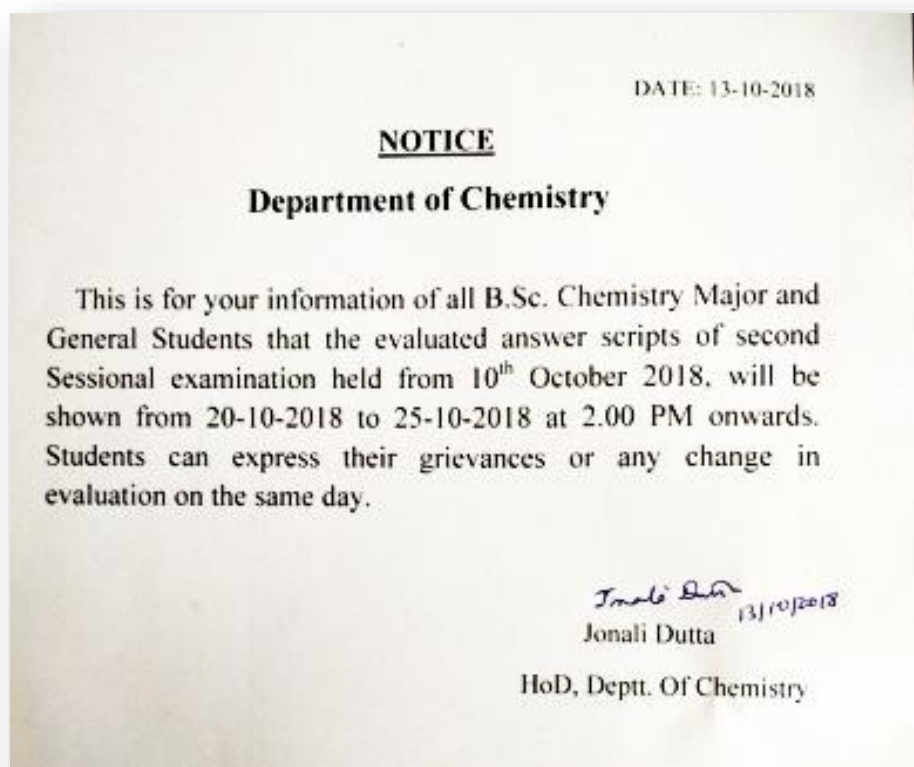 DATE: 13-10-2018
NOTICE
Department of Chemistry
This is for your information of all B.Sc. Chemistry Major and
General Students that the evaluated answer scripts of second
Sessional examination held from 10th October 2018, will be
shown from 20-10-2018 to 25-10-2018 at 2.00 PM onwards.
Students can express their grievances or any change in
evaluation on the same day.
Jonali Dutta
13/10/2018
Jonali Dutta
HoD, Deptt. Of Chemistry